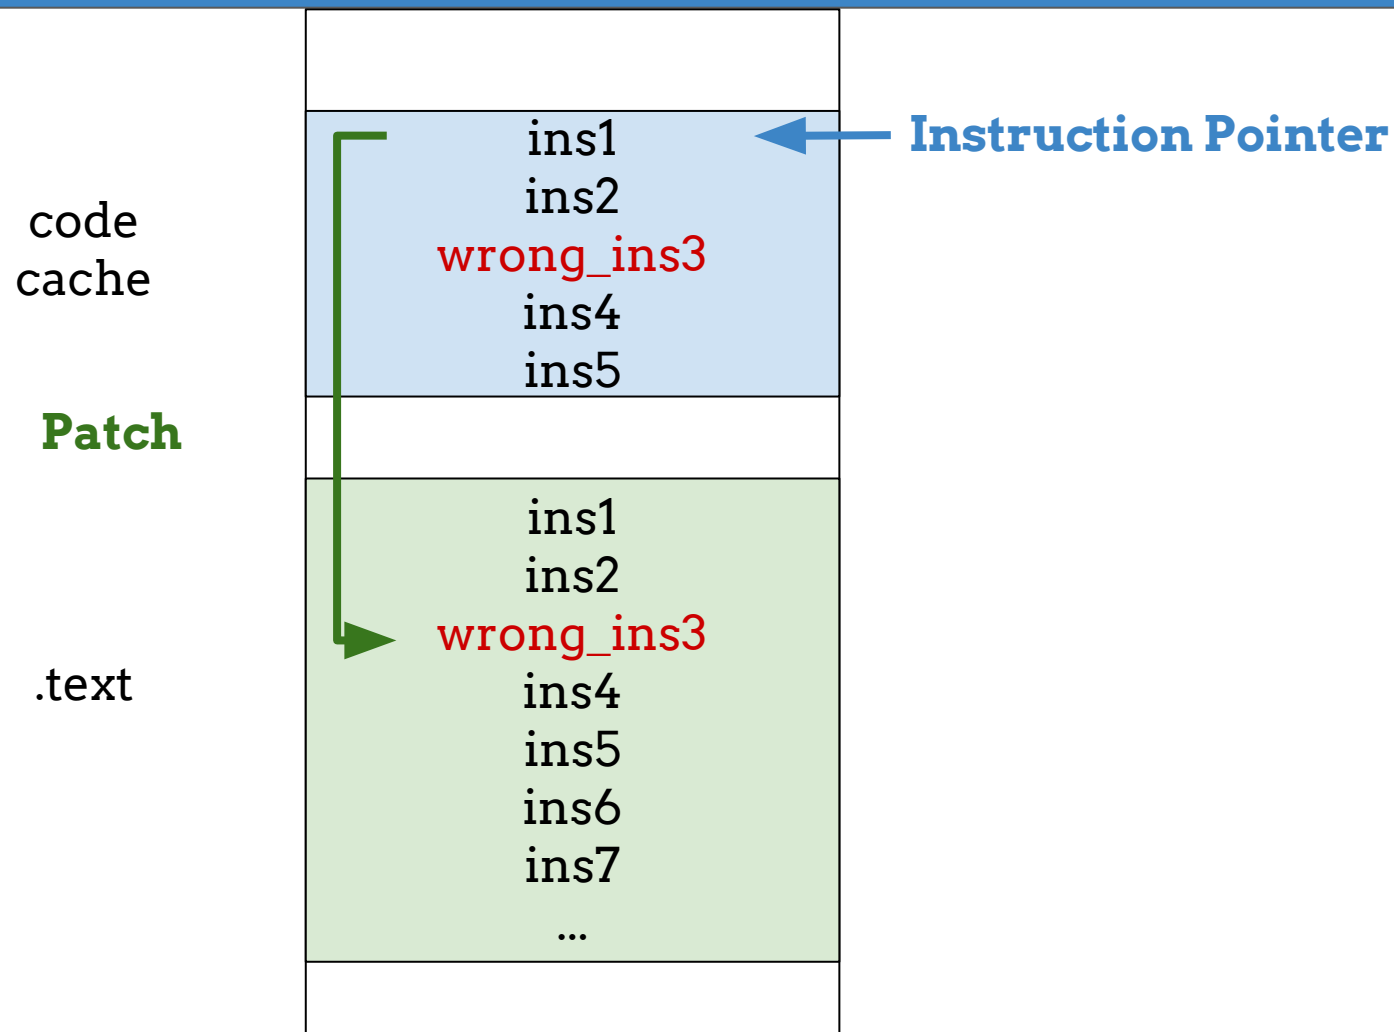 code
cache
Patch
.text
ins1
ins2
wrong_ins3
ins4
ins5
ins1
ins2
wrong_ins3
ins4
ins5
ins6
ins7
...
Instruction Pointer